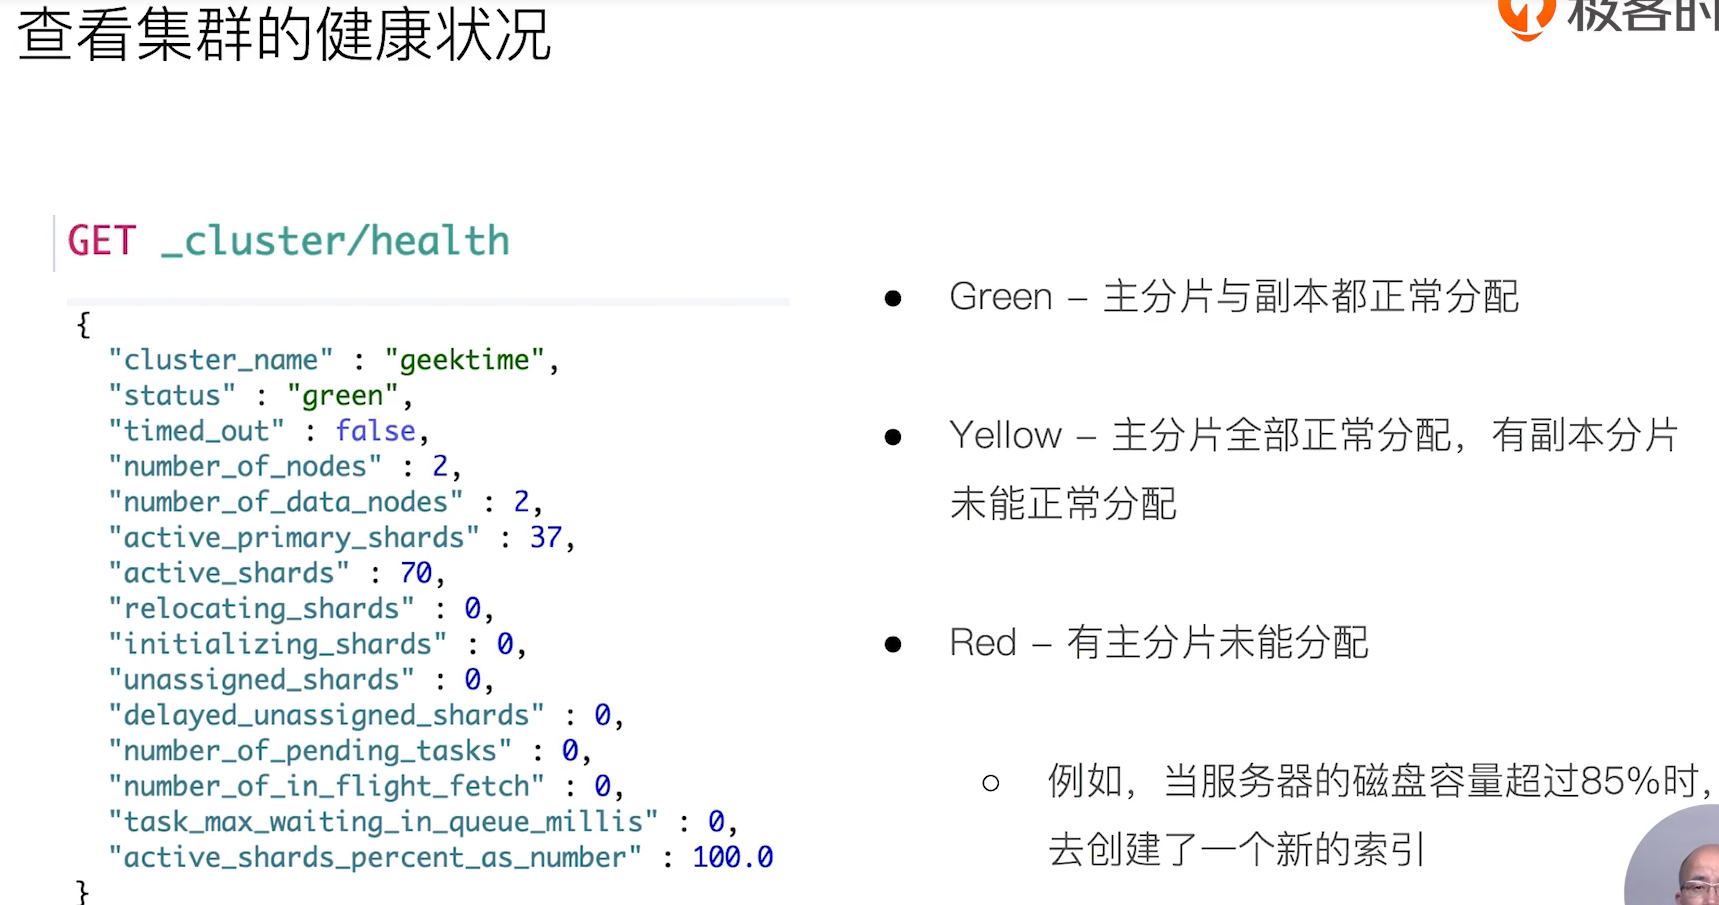 查看集群的健康状况
极客时
GET _cluster/health
{
"cluster_name" : "geektime",
"status" : "green",
"timed_out" : false,
"number_of_nodes" : 2,
"number_of_data_nodes" : 2,
"active_primary_shards" : 37,
"active_shards" : 70,
"relocating_shards" : 0,
"initializing_shards" : 0,
"unassigned_shards" : 0,
"delayed_unassigned_shards" : 0,
"number_of_pending_tasks" : 0,
"number_of_in_flight_fetch" : 0,
"task_max_waiting_in_queue_millis" : 0,
"active_shards_percent_as_number" : 100.0
}
● Green – 主分片与副本都正常分配
● Yellow – 主分片全部正常分配，有副本分片
未能正常分配
● Red – 有主分片未能分配
○ 例如，当服务器的磁盘容量超过85%时，
去创建了一个新的索引